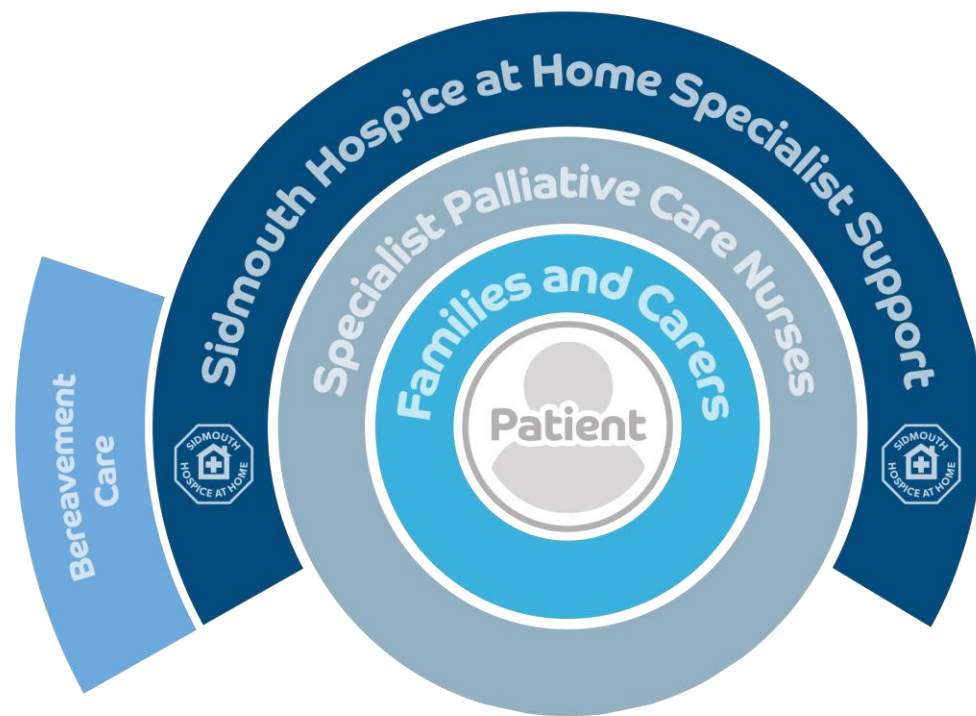 Sidmouth Hospice at Home Specialist Support
Specialist Palliative Care Nurses
Families and Carers
Patient
Bereavement
Care
SIDMOUTH
HOSPICE AT HOME
SIDMOUTH
HOSPICE AT HOME